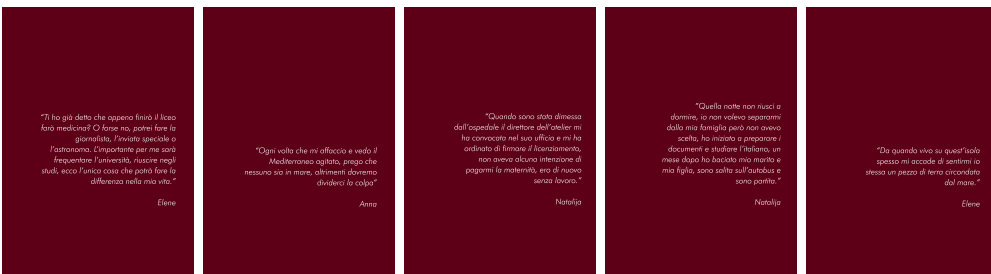 “Ti ho già detto che appena finirò il liceo
farò medicina? O forse no, potrei fare la
giornalista, l’inviata speciale o
l’astronoma. L’importante per me sarà
frequentare l’università, riuscire negli
studi, ecco l’unica cosa che potrà fare la
differenza nella mia vita.”
Elene
“Ogni volta che mi affaccio e vedo il
Mediterraneo agitato, prego che
nessuno sia in mare, altrimenti dovremo
dividerci la colpa”
Anna
“Quando sono stata dimessa
dall’ospedale il direttore dell’atelier mi
ha convocata nel suo ufficio e mi ha
ordinato di firmare il licenziamento,
non aveva alcuna intenzione di
pagarmi la maternità, ero di nuovo
senza lavoro.”
Natalija
“Quella notte non riuscì a
dormire, io non volevo separarmi
dalla mia famiglia però non avevo
scelta, ho iniziato a preparare i
documenti e studiare l’italiano, un
mese dopo ho baciato mio marito e
mia figlia, sono salita sull’autobus e
sono partita.”
Natalija
“Da quando vivo su quest’isola
spesso mi accade di sentirmi io
stessa un pezzo di terra circondata
dal mare.”
Elene